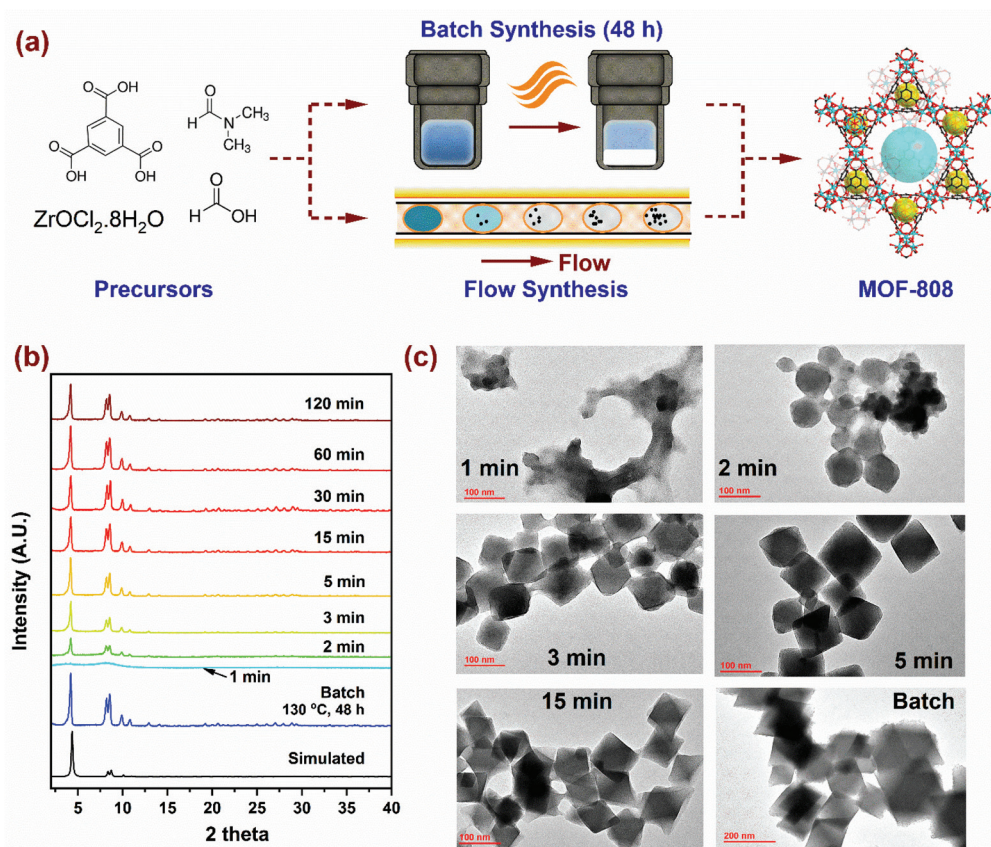 (a)
Batch Synthesis (48 h)
O
OH
O
HO
O
OH
O
H
N
CH₃
CH₃
O
H
OH
ZrOCl₂.8H₂O
Flow
Precursors
Flow Synthesis
MOF-808
(b)
Intensity (A.U.)
120 min
60 min
30 min
15 min
5 min
3 min
2 min
1 min
Batch
130 ºC, 48 h
Simulated
5 10 15 20 25 30 35 40
2 theta
(c)
1 min
100 nm
2 min
100 nm
3 min
100 nm
5 min
100 nm
15 min
100 nm
Batch
200 nm